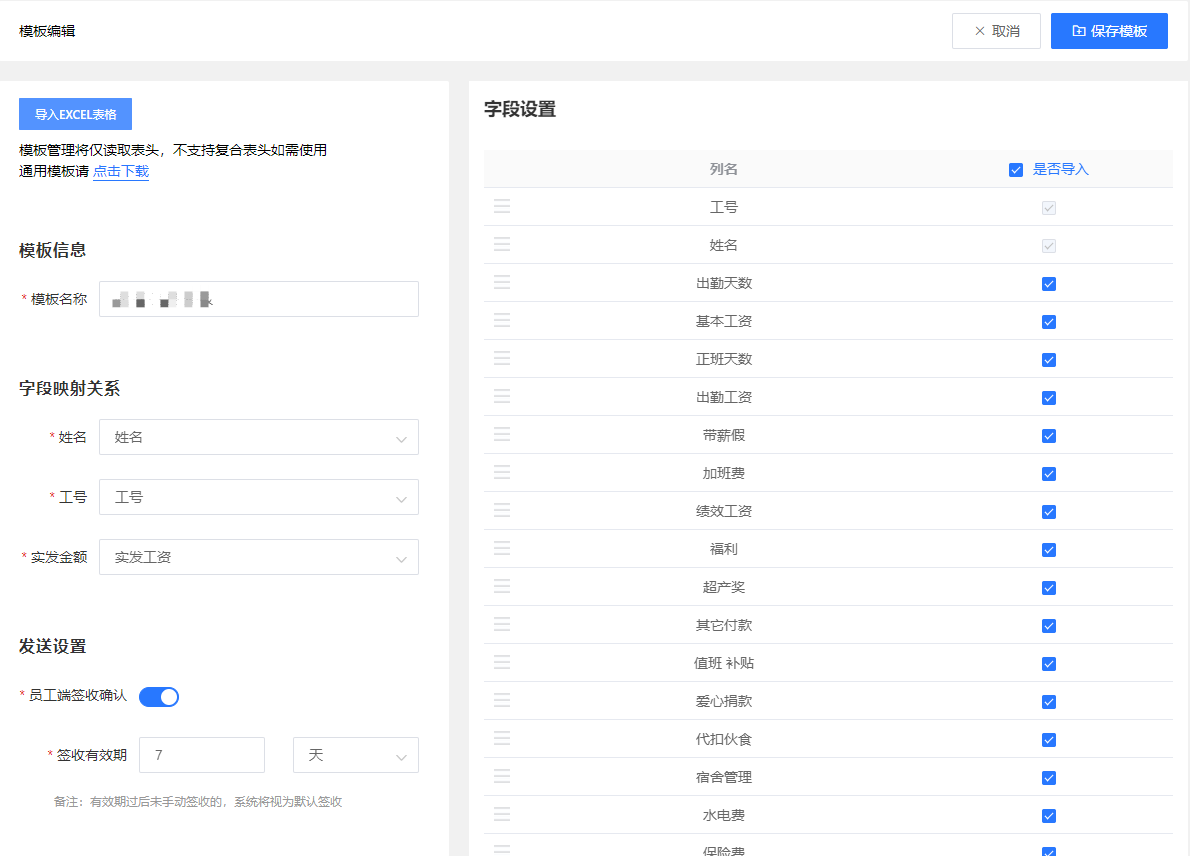 模板编辑
取消
保存模板
导入EXCEL表格
模板管理将仅读取表头，不支持复合表头如需使用
通用模板请 点击下载
模板信息
* 模板名称
字段映射关系
* 姓名 姓名
* 工号 工号
* 实发金额 实发工资
发送设置
* 员工端签收确认
* 签收有效期 7 天
备注：有效期过后未手动签收的，系统将视为默认签收
字段设置
列名 是否导入
工号
姓名
出勤天数
基本工资
正班天数
出勤工资
带薪假
加班费
绩效工资
福利
超产奖
其它付款
值班 补贴
爱心捐款
代扣伙食
宿舍管理
水电费
保险费